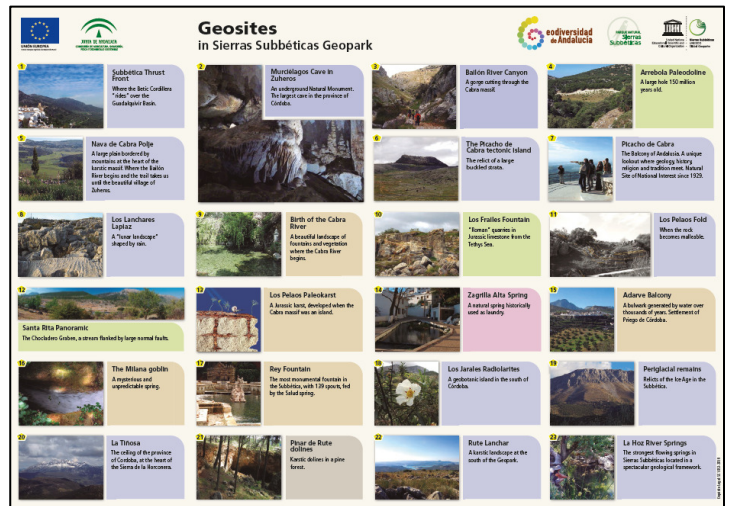 Geosites
in Sierras Subbéticas Geopark
UNIÓN EUROPEA
JUNTA DE ANDALUCIA
eodiversidad
de Andalucía
Sierras
Subbéticas
1
Subbética Thrust
Front
Where the Betic Cordillera
"rides" over the
Guadalquivir Basin.
2
Murciélagos Cave in
Zuheros
An underground Natural Monument.
The largest cave in the province of
Córdoba.
3
Bailón River Canyon
A gorge cutting through the
Cabra massif.
4
Arrebola Paleodoline
A large hole 150 million
years old.
5
Nava de Cabra Polje
A large plain bordered by
mountains at the heart of the
karstic massif. Where the Bailón
River begins and the trail takes us
until the beautiful village of
Zuheros.
6
The Picacho de
Cabra tectonic island
The relict of a large
buckled strata.
7
Picacho de Cabra
The Balcony of Andalusia. A unique
lookout where geology, history
religion and tradition meet. Natural
Site of National Interest since 1929.
8
Los Lanchares
Lapiaz
A "lunar landscape"
shaped by rain.
9
Birth of the Cabra
River
A beautiful landscape of
fountains and vegetation
where the Cabra River
begins.
10
Los Frailes Fountain
"Roman" quarries in
Jurassic limestone from the
Tethys Sea.
11
Los Pelaos Fold
When the rock
becomes malleable.
12
Santa Rita Panoramic
The Chocladero Graben, a stream flanked by large normal faults.
13
Los Pelaos Paleokarst
A Jurassic karst, developed when the
Cabra massif was an island.
14
Zagrilla Alta Spring
A natural spring historically
used as laundry.
15
Adarve Balcony
A bulwark generated by water over
thousands of years. Settlement of
Priego de Córdoba.
16
The Milana goblin
A mysterious and
unpredictable spring.
17
Rey Fountain
The most monumental fountain in
the Subbética, with 139 spouts, fed
by the Salud spring.
18
Los Jarales Radiolarites
A geobotanic island in the south of
Córdoba.
19
Periglacial remains
Relicts of the Ice Age in the
Subbética.
20
La Tiñosa
The ceiling of the province
of Cordoba, at the heart of
the Sierra de la Horconera.
21
Pinar de Rute
dolines
Karstic dolines in a pine
forest.
22
Rute Lanchar
A karstic landscape at the
south of the Geopark.
23
La Hoz River Springs
The strongest flowing springs in
Sierras Subbéticas located in a
spectacular geological framework.